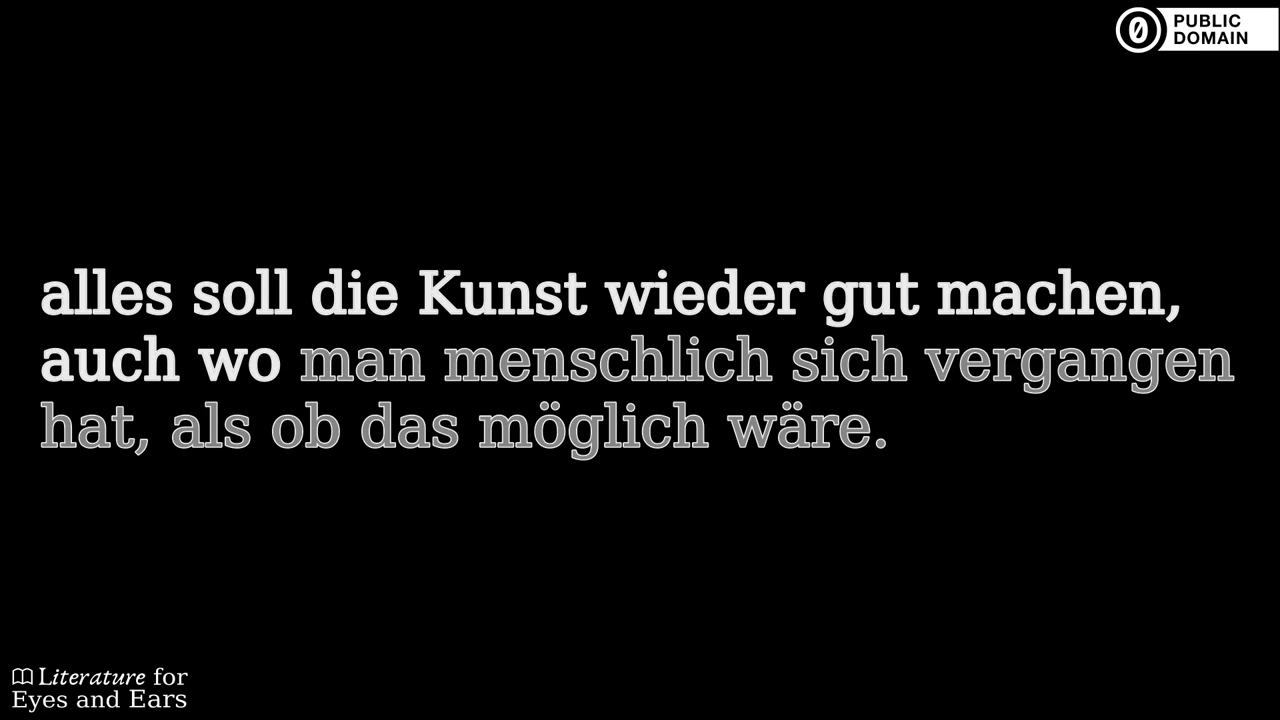 PUBLIC
DOMAIN
alles soll die Kunst wieder gut machen,
auch wo man menschlich sich vergangen
hat, als ob das möglich wäre.
Literature for
Eyes and Ears